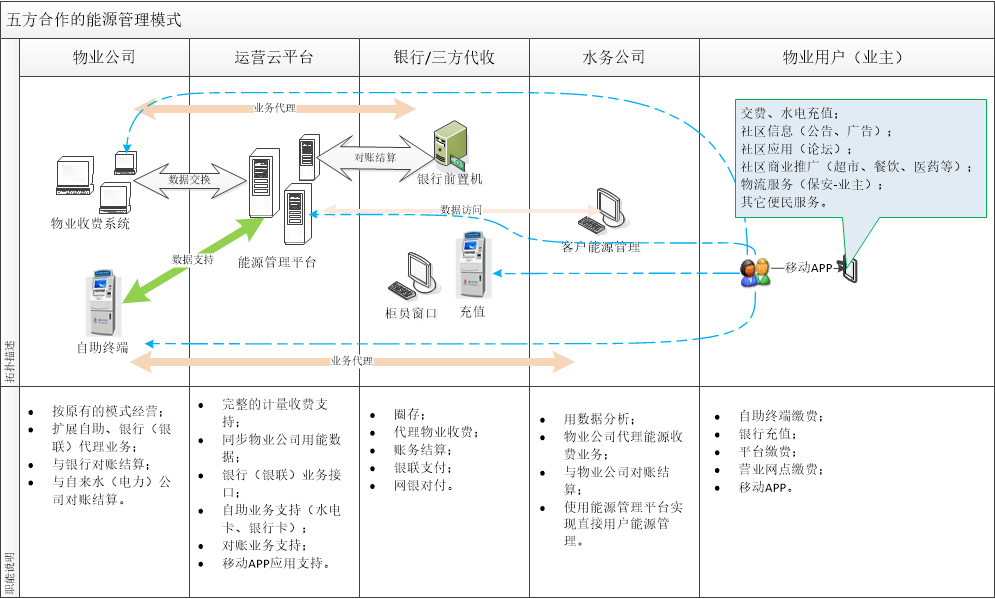 五方合作的能源管理模式
物业公司
运营云平台
银行/三方代收
水务公司
物业用户（业主）
拓扑描述
业务代理
交费、水电充值；
社区信息（公告、广告）；
社区应用（论坛）；
社区商业推广（超市、餐饮、医药等）；
物流服务（保安-业主）；
其它便民服务。
对账结算
数据交换
银行前置机
物业收费系统
数据访问
客户能源管理
数据支持
能源管理平台
移动APP
柜员窗口
充值
自助终端
业务代理
职能说明
• 按原有的模式经营；
• 扩展自助、银行（银
联）代理业务；
• 与银行对账结算；
• 与自来水（电力）公
司对账结算。
• 完整的计量收费支
持；
• 同步物业公司用能数
据；
• 银行（银联）业务接
口；
• 自助业务支持（水电
卡、银行卡）；
• 对账业务支持；
• 移动APP应用支持。
• 圈存；
• 代理物业收费；
• 账务结算；
• 银联支付；
• 网银对付。
• 用数据分析；
• 物业公司代理能源收
费业务；
• 与物业公司对账结
算；
• 使用能源管理平台实
现直接用户能源管
理。
• 自助终端缴费；
• 银行充值；
• 平台缴费；
• 营业网点缴费；
• 移动APP。